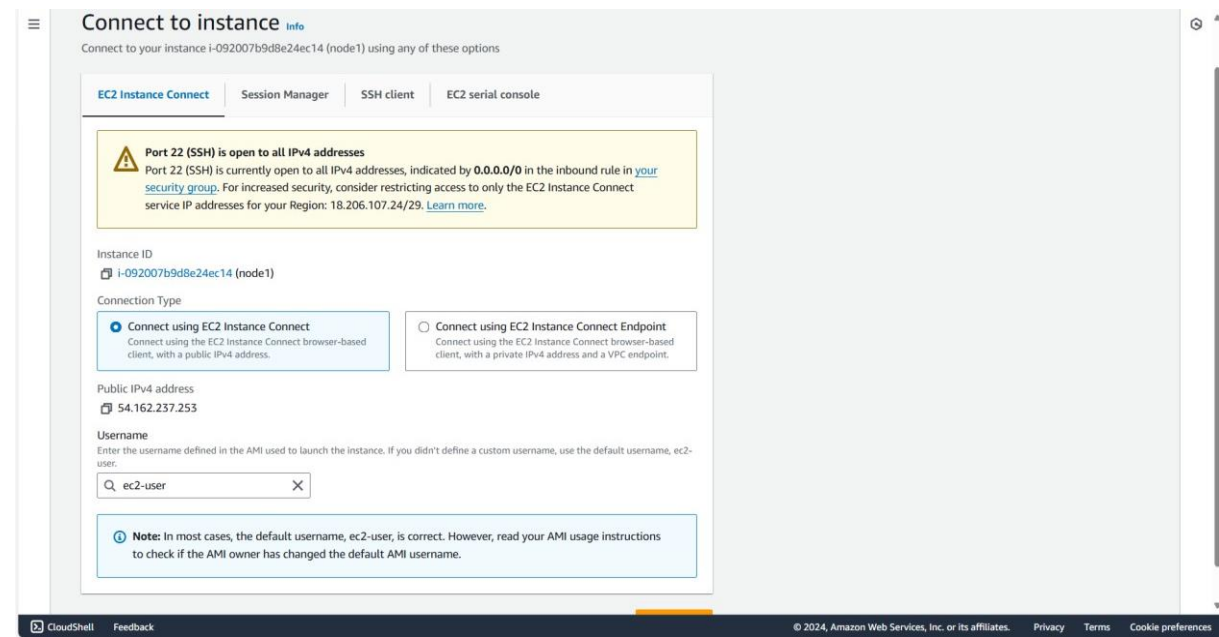 Connect to instance Info
Connect to your instance i-092007b9d8e24ec14 (node1) using any of these options
EC2 Instance Connect
Session Manager
SSH client
EC2 serial console
Port 22 (SSH) is open to all IPv4 addresses
Port 22 (SSH) is currently open to all IPv4 addresses, indicated by 0.0.0.0/0 in the inbound rule in your
security group. For increased security, consider restricting access to only the EC2 Instance Connect
service IP addresses for your Region: 18.206.107.24/29. Learn more.
Instance ID
i-092007b9d8e24ec14 (node1)
Connection Type
Connect using EC2 Instance Connect
Connect using the EC2 Instance Connect browser-based
client, with a public IPv4 address.
Connect using EC2 Instance Connect Endpoint
Connect using the EC2 Instance Connect browser-based
client, with a private IPv4 address and a VPC endpoint.
Public IPv4 address
54.162.237.253
Username
Enter the username defined in the AMI used to launch the instance. If you didn't define a custom username, use the default username, ec2-
user.
ec2-user
Note: In most cases, the default username, ec2-user, is correct. However, read your AMI usage instructions
to check if the AMI owner has changed the default AMI username.
CloudShell Feedback © 2024, Amazon Web Services, Inc. or its affiliates. Privacy Terms Cookie preferences